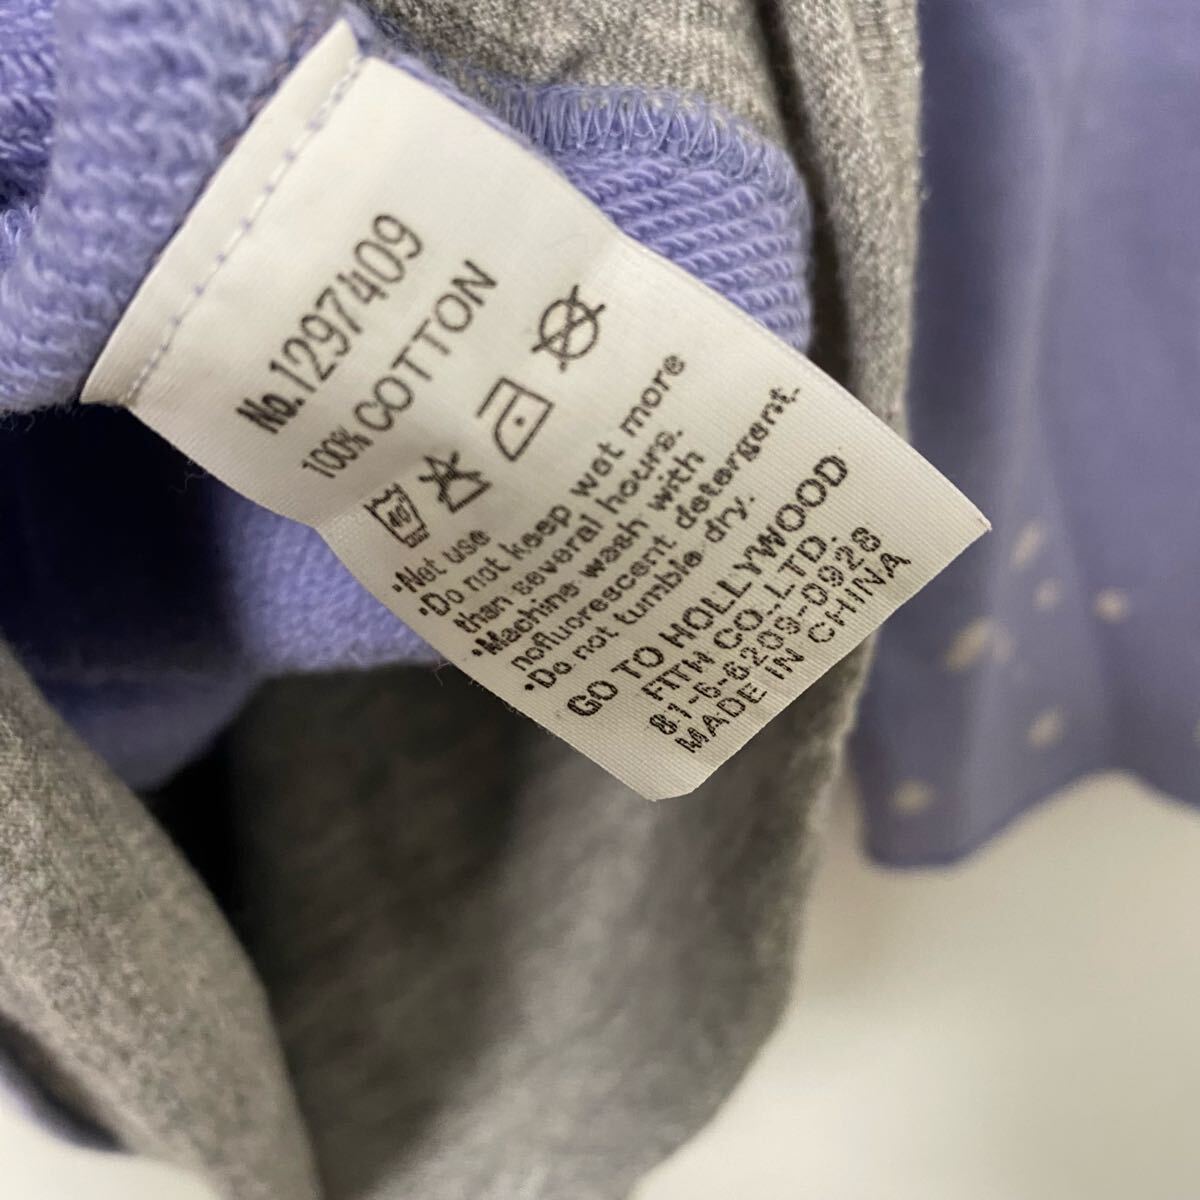 No.1297409
100% COTTON
40
•Net use
•Do not keep wet more
than several hours.
•Machine wash with
nofluorescent detergent.
•Do not tumble dry.
GO TO HOLLYWOOD
FITH CO.,LTD.
81-6-6209-0928
MADE IN CHINA